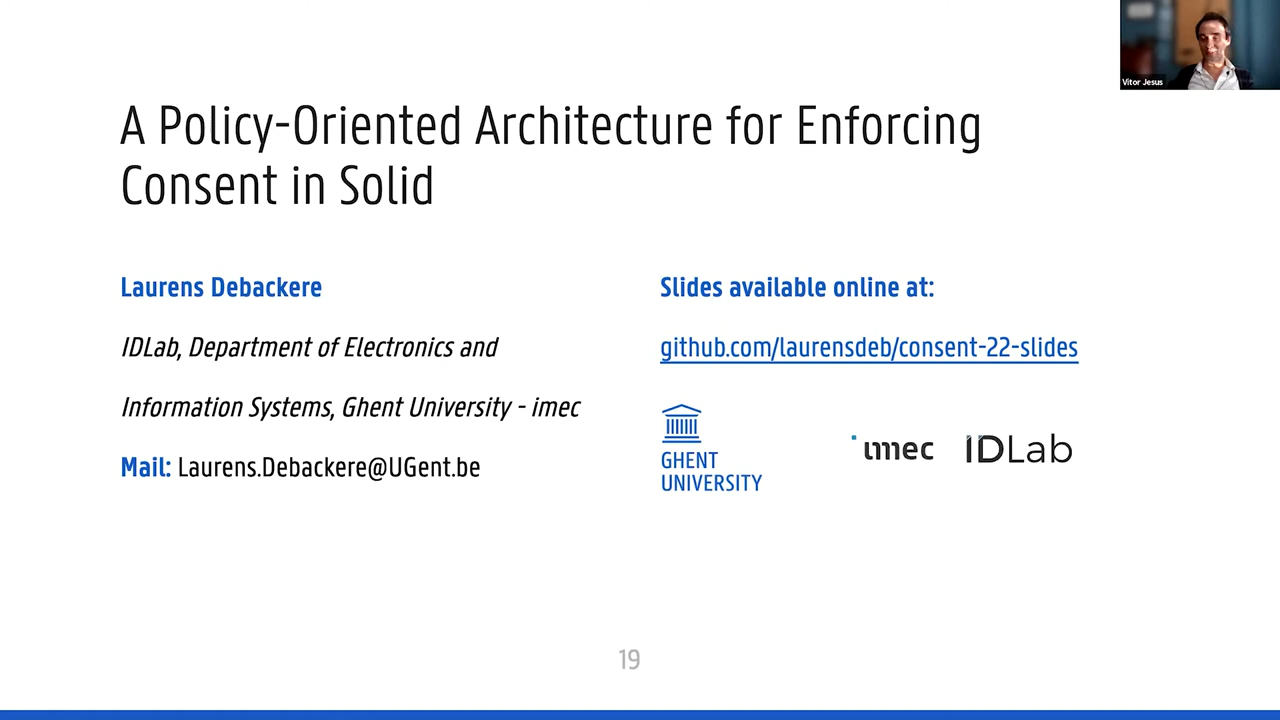 Vitor Jesus
A Policy-Oriented Architecture for Enforcing
Consent in Solid
Laurens Debackere
IDLab, Department of Electronics and
Information Systems, Ghent University - imec
Mail: Laurens.Debackere@UGent.be
Slides available online at:
github.com/laurensdeb/consent-22-slides
GHENT
UNIVERSITY
imec
IDLab
19